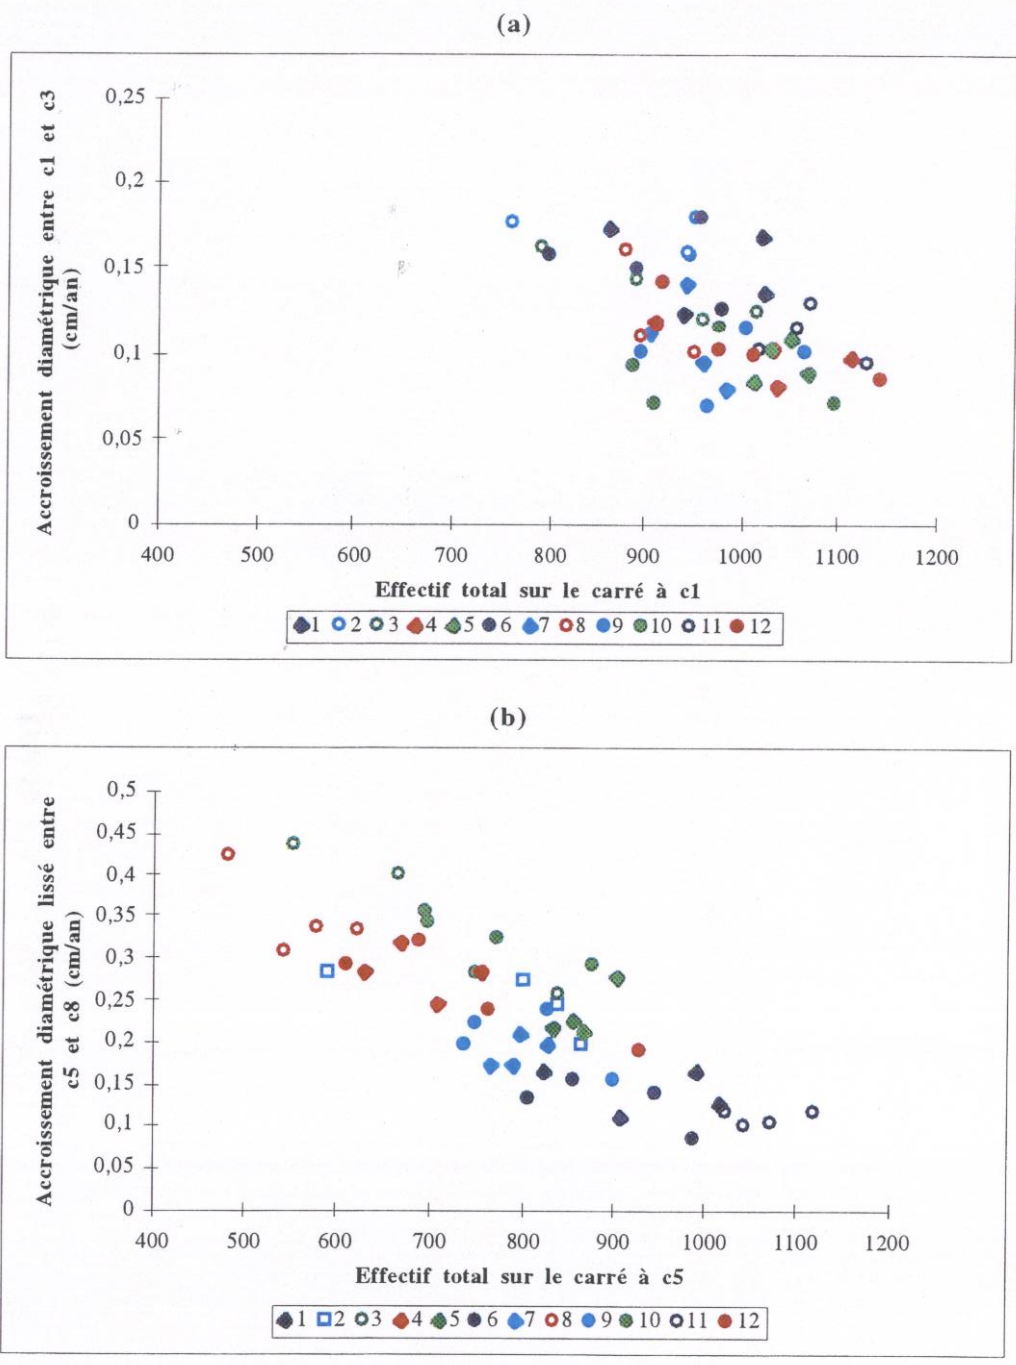 (a)
Accroissement diamétrique entre c1 et c3
(cm/an)
0,25
0,2
0,15
0,1
0,05
0
400 500 600 700 800 900 1000 1100 1200
Effectif total sur le carré à c1
1 2 3 4 5 6 7 8 9 10 11 12
(b)
Accroissement diamétrique lissé entre
c5 et c8 (cm/an)
0,5
0,45
0,4
0,35
0,3
0,25
0,2
0,15
0,1
0,05
0
400 500 600 700 800 900 1000 1100 1200
Effectif total sur le carré à c5
1 2 3 4 5 6 7 8 9 10 11 12